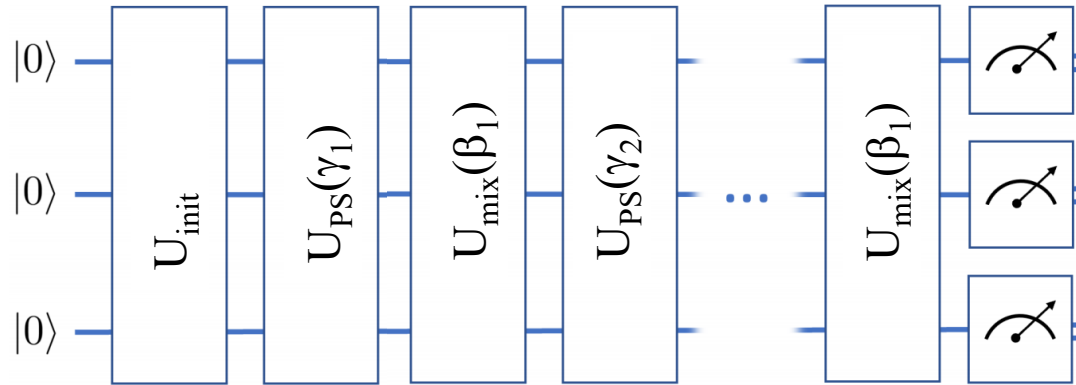 |0⟩
|0⟩
|0⟩
U_init
U_PS(γ_1)
U_mix(β_1)
U_PS(γ_2)
...
U_mix(β_1)